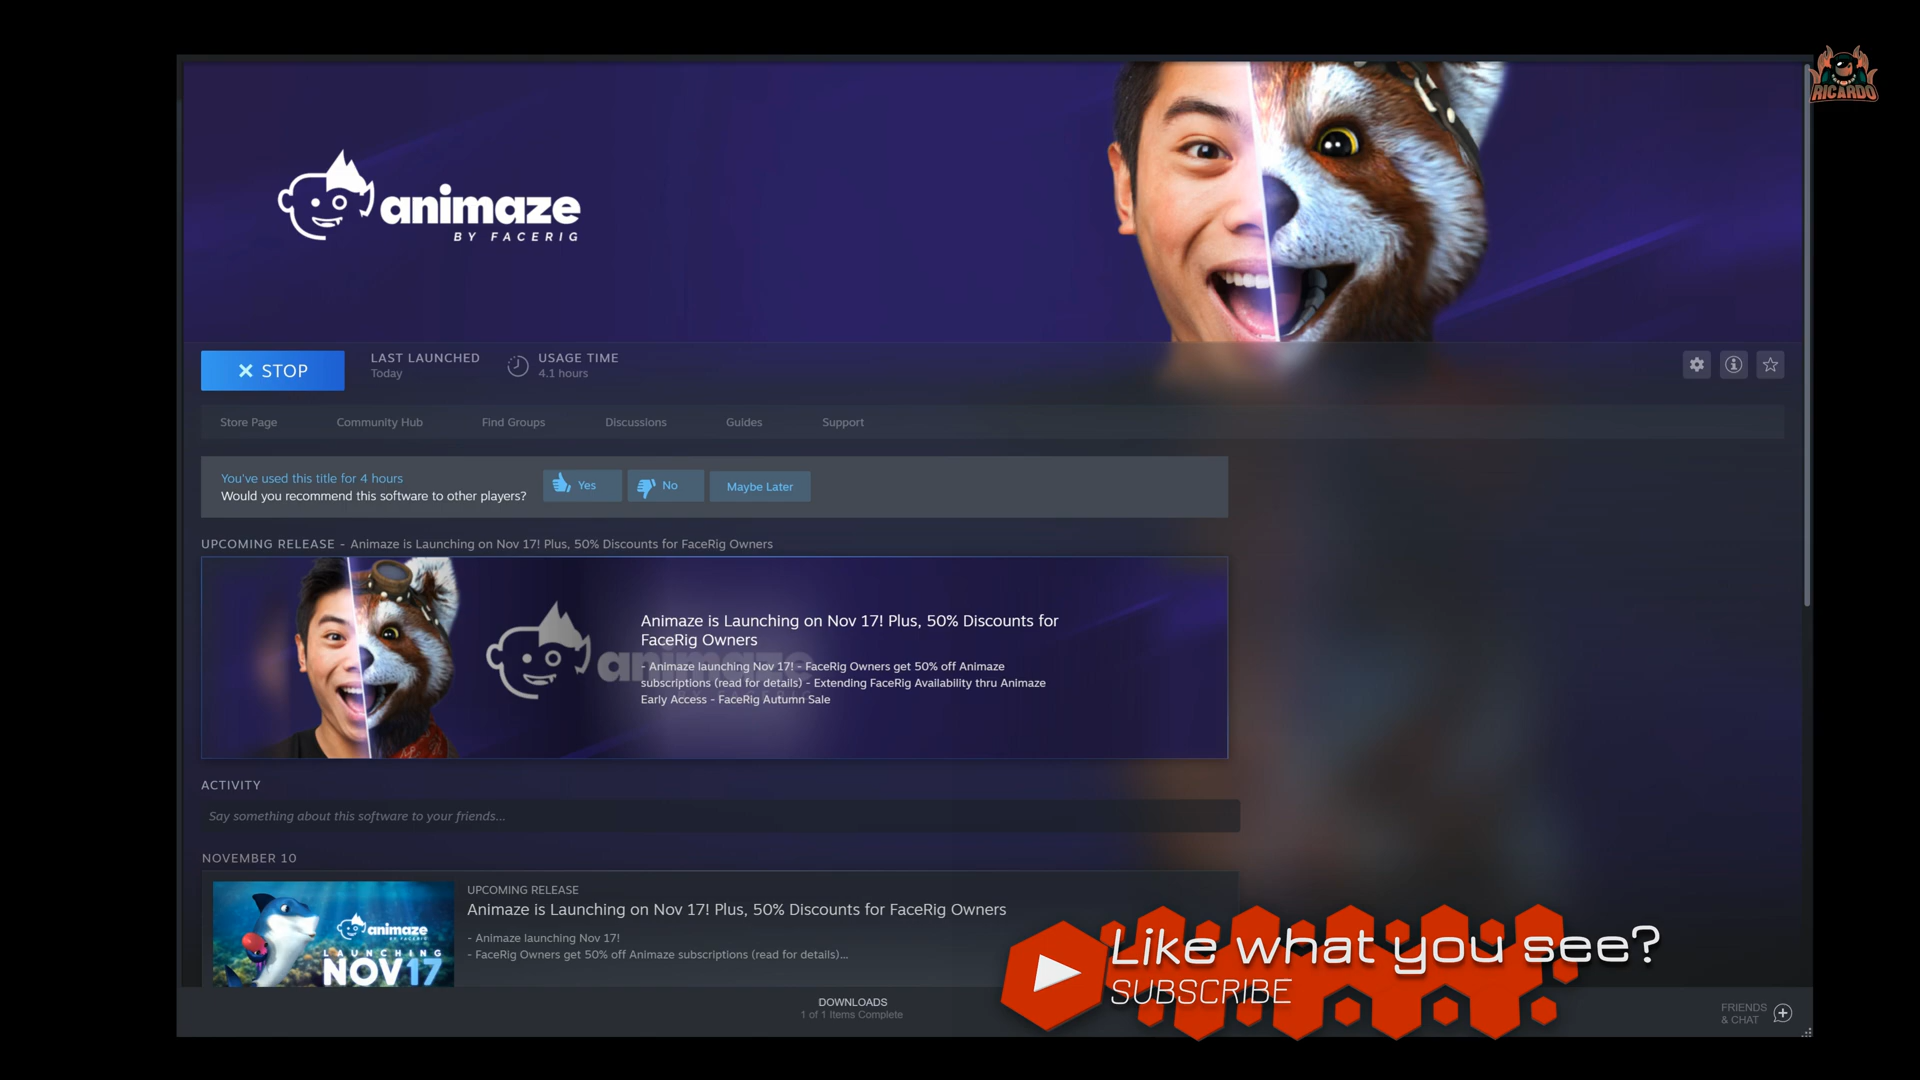 RICARDO
animaze
BY FACERIG
STOP
LAST LAUNCHED
Today
USAGE TIME
4.1 hours
Store Page
Community Hub
Find Groups
Discussions
Guides
Support
You've used this title for 4 hours
Would you recommend this software to other players?
Yes
No
Maybe Later
UPCOMING RELEASE - Animaze is Launching on Nov 17! Plus, 50% Discounts for FaceRig Owners
animaze
Animaze is Launching on Nov 17! Plus, 50% Discounts for
FaceRig Owners
- Animaze launching Nov 17! - FaceRig Owners get 50% off Animaze
subscriptions (read for details) - Extending FaceRig Availability thru Animaze
Early Access - FaceRig Autumn Sale
ACTIVITY
Say something about this software to your friends...
NOVEMBER 10
animaze
BY FACERIG
LAUNCHING
NOV 17
UPCOMING RELEASE
Animaze is Launching on Nov 17! Plus, 50% Discounts for FaceRig Owners
- Animaze launching Nov 17!
- FaceRig Owners get 50% off Animaze subscriptions (read for details)...
Like what you see?
SUBSCRIBE
DOWNLOADS
1 of 1 Items Complete
FRIENDS
& CHAT